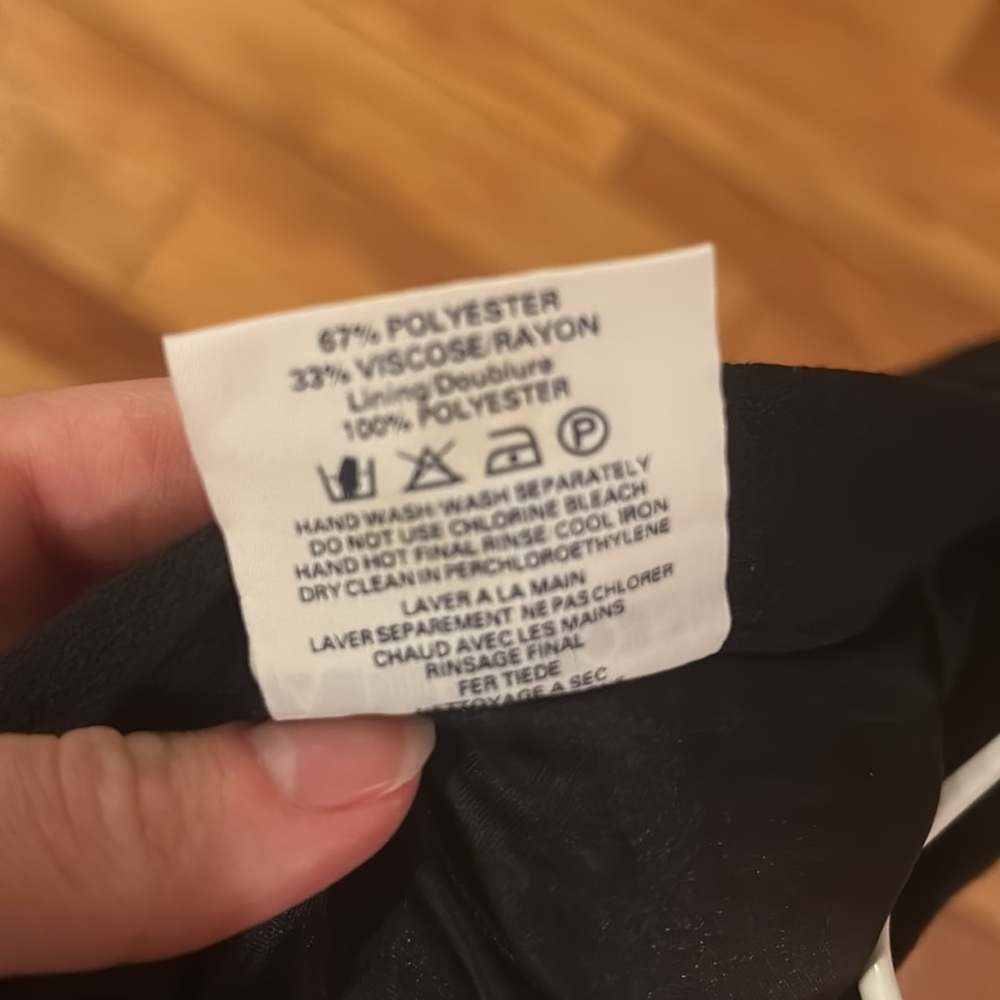 67% POLYESTER
33% VISCOSE/RAYON
Lining/Doublure
100% POLYESTER
P
HAND WASH WASH SEPARATELY
DO NOT USE CHLORINE BLEACH
HAND HOT FINAL RINSE COOL IRON
DRY CLEAN IN PERCHLOROETHYLENE
LAVER A LA MAIN
LAVER SEPAREMENT NE PAS CHLORER
CHAUD AVEC LES MAINS
RINSAGE FINAL
FER TIEDE
NETTOYAGE A SEC